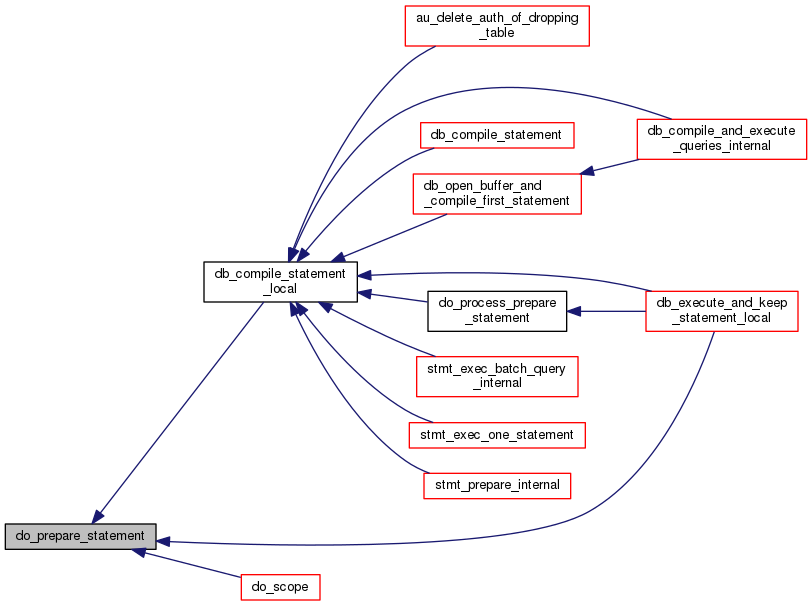 au_delete_auth_of_dropping
_table
db_compile_and_execute
_queries_internal
db_compile_statement
db_open_buffer_and
_compile_first_statement
db_compile_statement
_local
do_process_prepare
_statement
db_execute_and_keep
_statement_local
stmt_exec_batch_query
_internal
stmt_exec_one_statement
stmt_prepare_internal
do_prepare_statement
do_scope